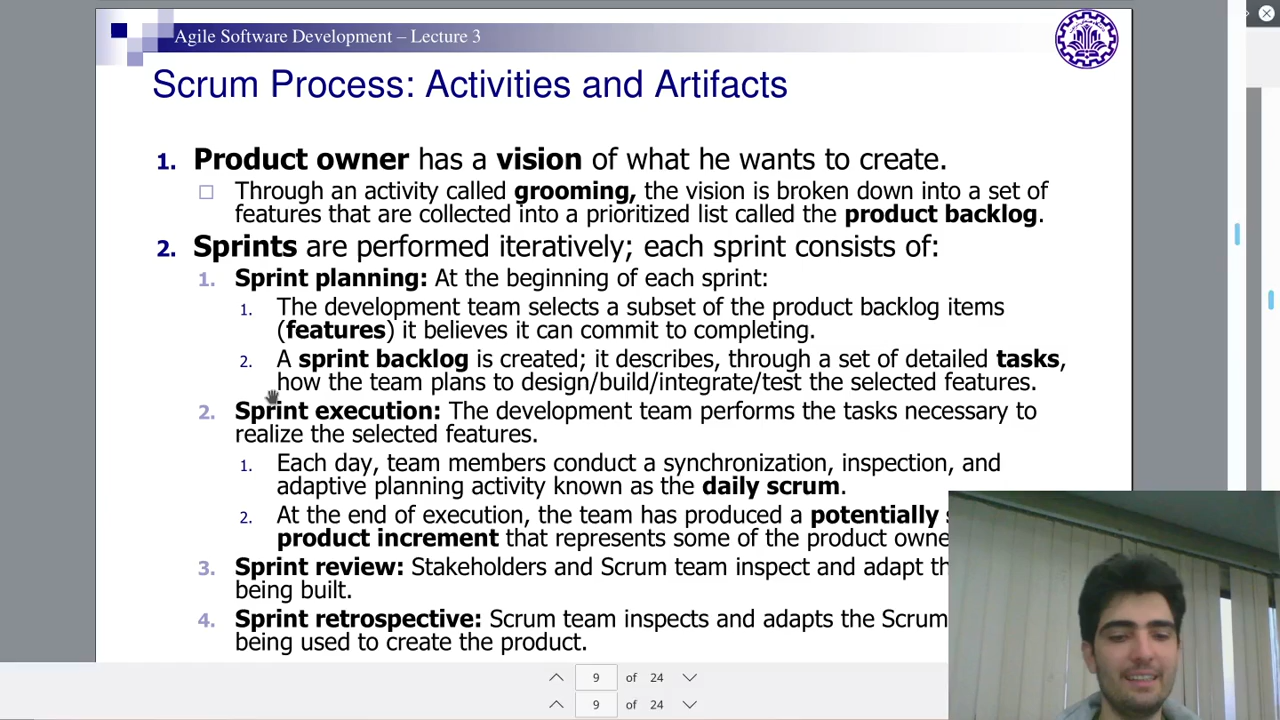 Agile Software Development – Lecture 3
Scrum Process: Activities and Artifacts
1. Product owner has a vision of what he wants to create.
Through an activity called grooming, the vision is broken down into a set of
features that are collected into a prioritized list called the product backlog.
2. Sprints are performed iteratively; each sprint consists of:
1. Sprint planning: At the beginning of each sprint:
1. The development team selects a subset of the product backlog items
(features) it believes it can commit to completing.
2. A sprint backlog is created; it describes, through a set of detailed tasks,
how the team plans to design/build/integrate/test the selected features.
2. Sprint execution: The development team performs the tasks necessary to
realize the selected features.
1. Each day, team members conduct a synchronization, inspection, and
adaptive planning activity known as the daily scrum.
2. At the end of execution, the team has produced a potentially
product increment that represents some of the product
3. Sprint review: Stakeholders and Scrum team inspect and adapt
being built.
4. Sprint retrospective: Scrum team inspects and adapts the Scrum
being used to create the product.
9 of 24
9 of 24